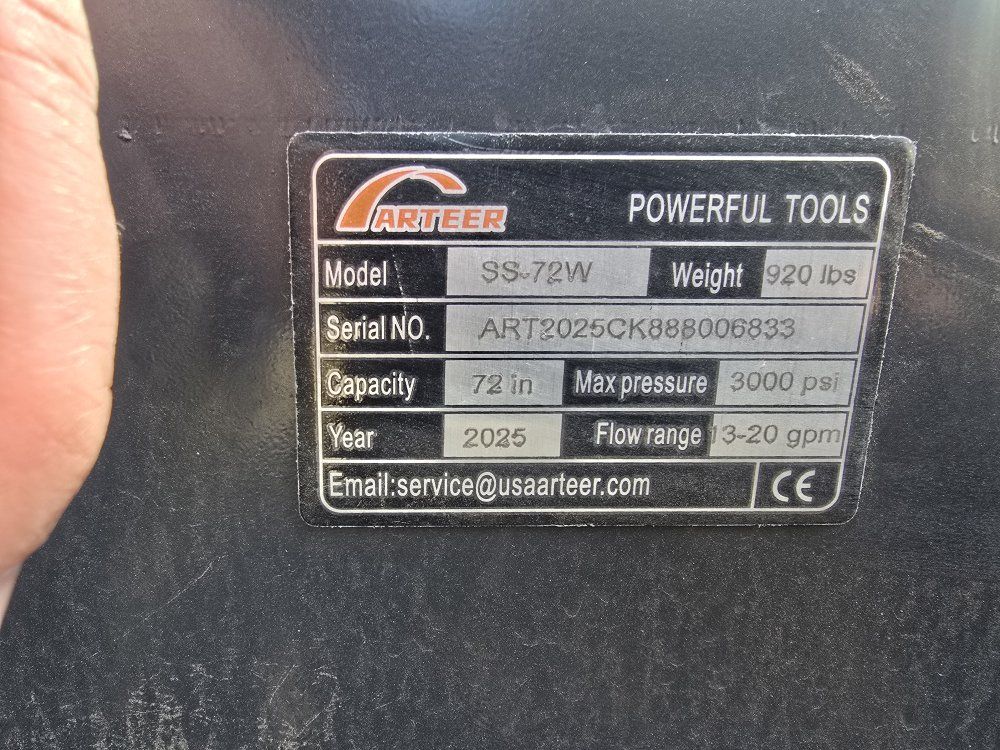 ARTEER POWERFUL TOOLS
Model SS-72W Weight 920 lbs
Serial NO. ART2025CK888006833
Capacity 72 in Max pressure 3000 psi
Year 2025 Flow range 13-20 gpm
Email:service@usaarteer.com CE